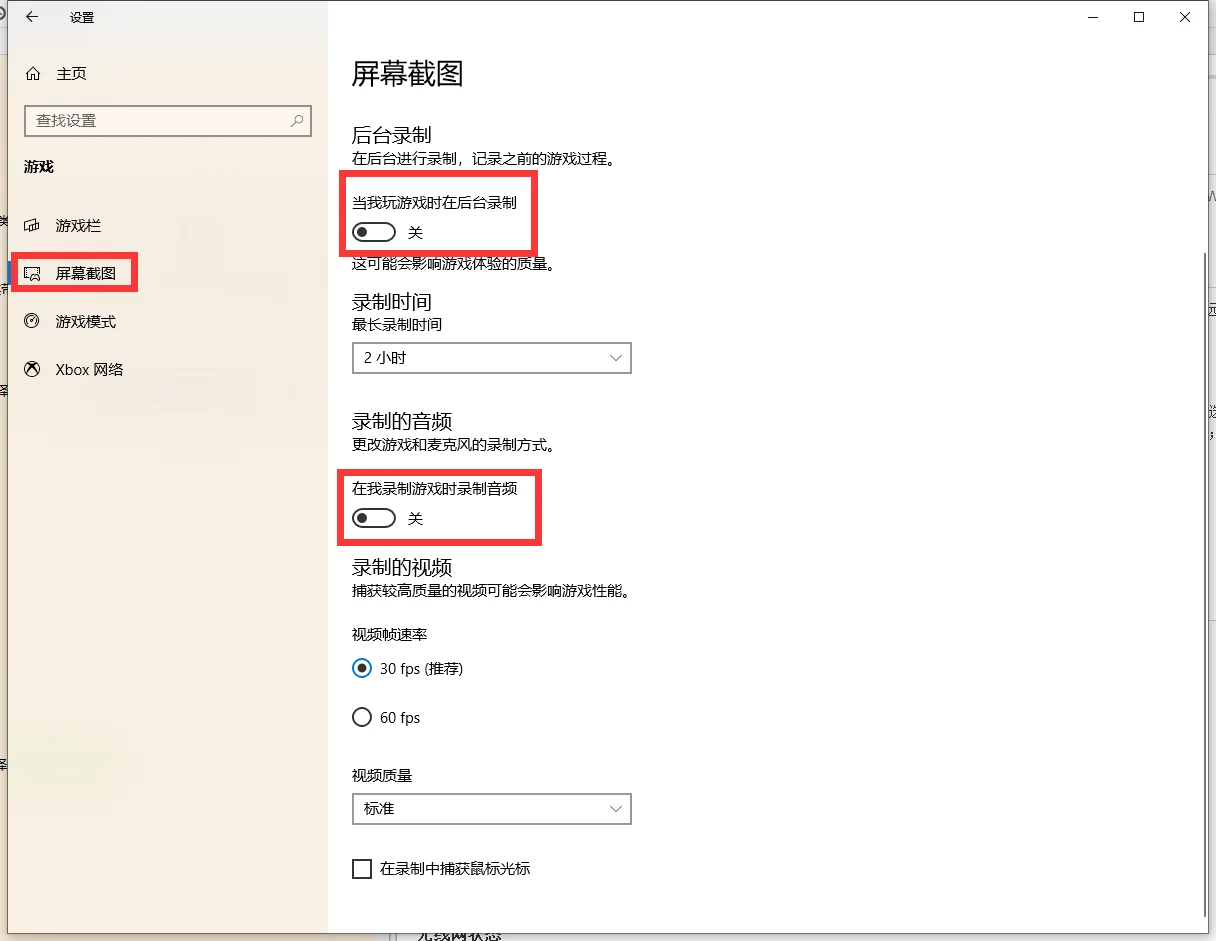 设置
主页
查找设置
游戏
游戏栏
屏幕截图
游戏模式
Xbox 网络
屏幕截图
后台录制
在后台进行录制，记录之前的游戏过程。
当我玩游戏时在后台录制
关
这可能会影响游戏体验的质量。
录制时间
最长录制时间
2 小时
录制的音频
更改游戏和麦克风的录制方式。
在我录制游戏时录制音频
关
录制的视频
捕获较高质量的视频可能会影响游戏性能。
视频帧速率
30 fps (推荐)
60 fps
视频质量
标准
在录制中捕获鼠标光标